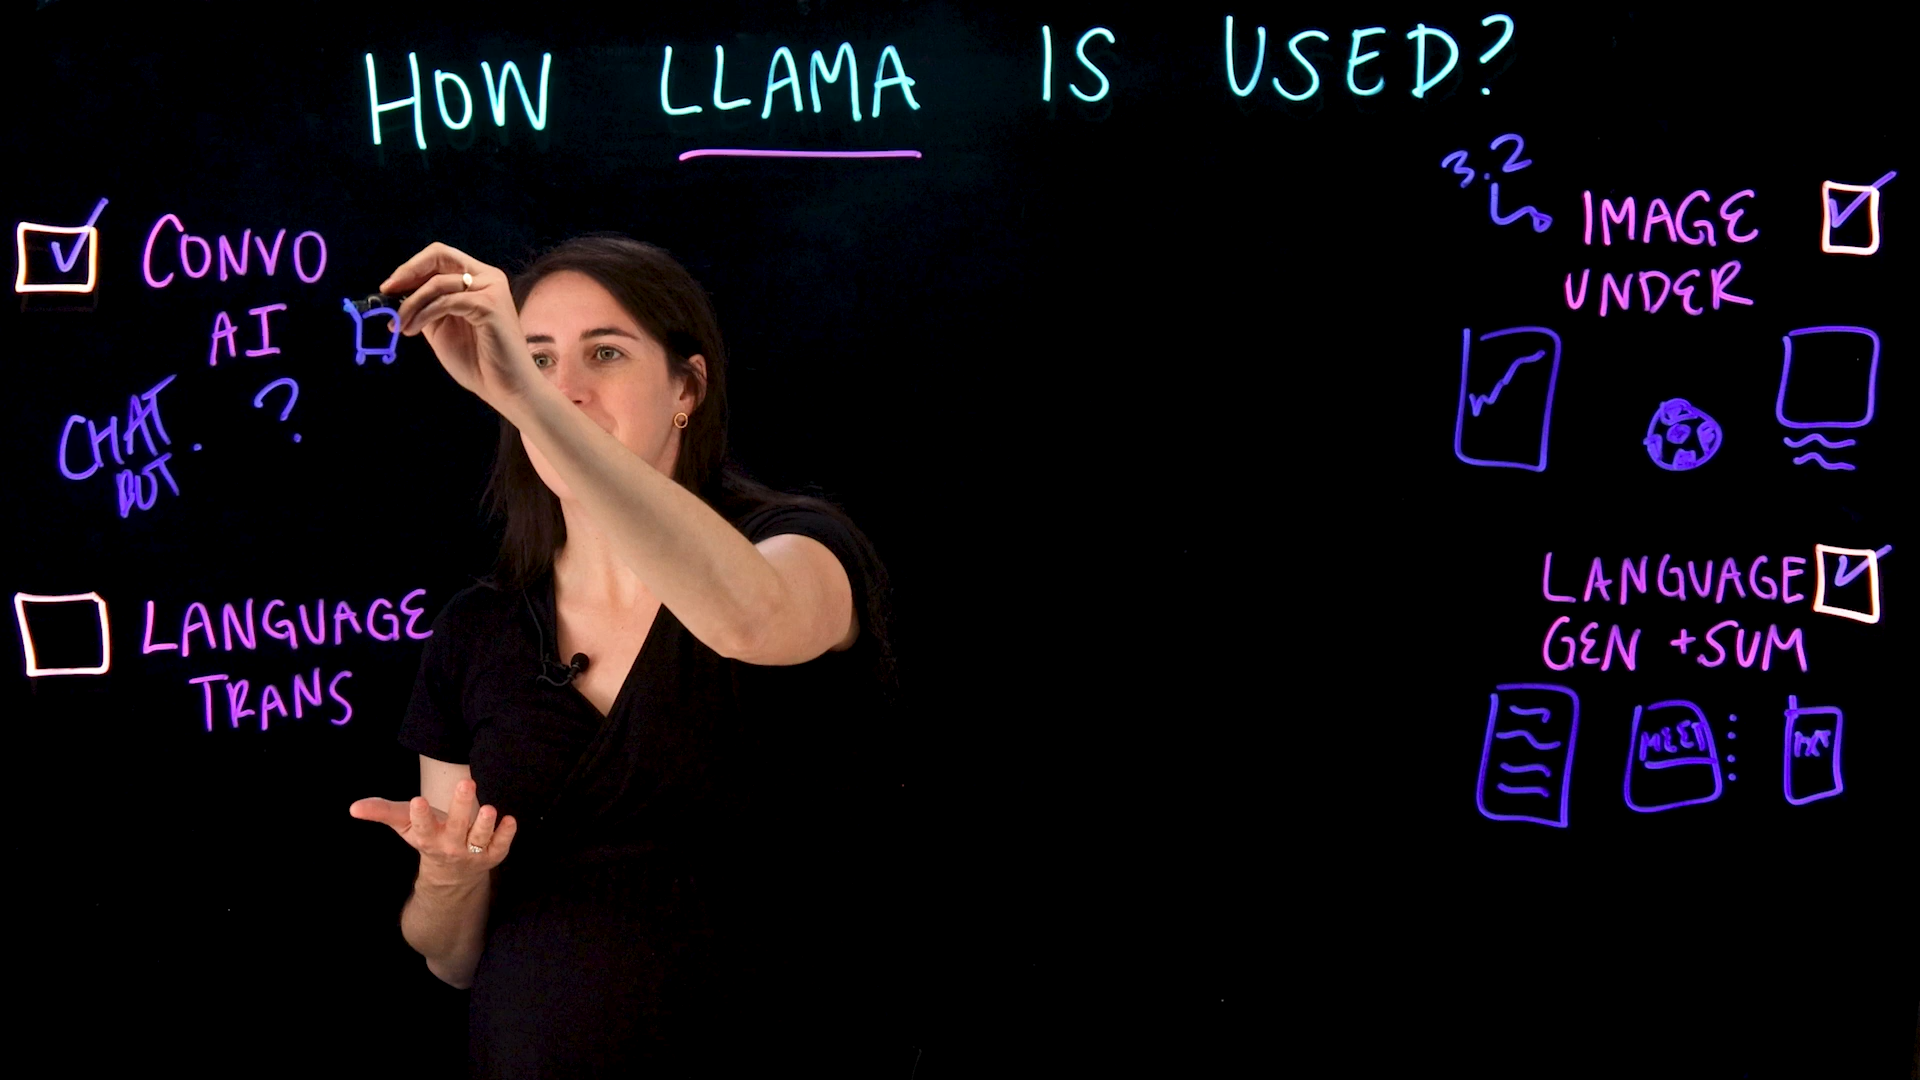 HOW LLAMA IS USED?
CONVO
AI
CHAT
BOT
?
LANGUAGE
TRANS
3.2
IMAGE
UNDER
LANGUAGE
GEN + SUM
MEET